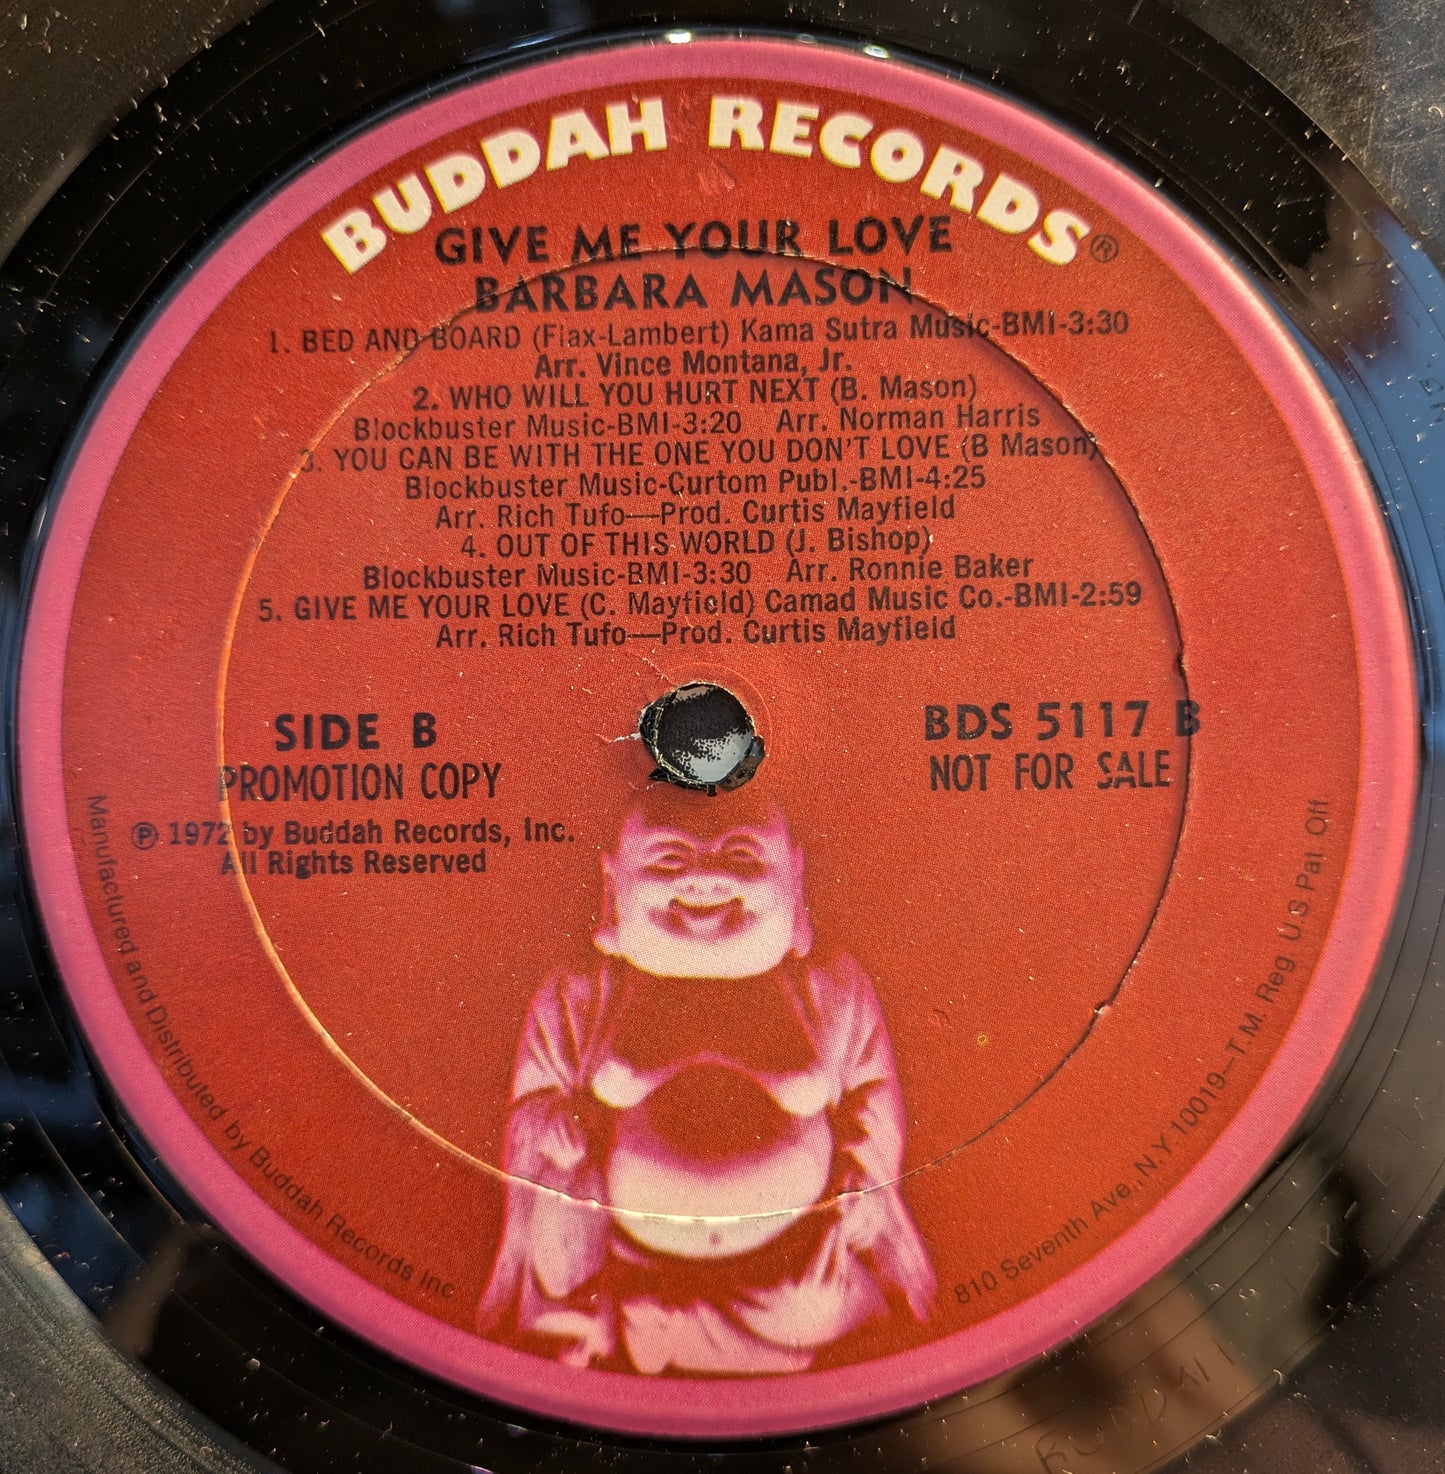 BUDDAH RECORDS®
GIVE ME YOUR LOVE
BARBARA MASON
1. BED AND BOARD (Flax-Lambert) Kama Sutra Music-BMI-3:30
Arr. Vince Montana, Jr.
2. WHO WILL YOU HURT NEXT (B. Mason)
Blockbuster Music-BMI-3:20 Arr. Norman Harris
3. YOU CAN BE WITH THE ONE YOU DON'T LOVE (B Mason)
Blockbuster Music-Curtom Publ.-BMI-4:25
Arr. Rich Tufo—Prod. Curtis Mayfield
4. OUT OF THIS WORLD (J. Bishop)
Blockbuster Music-BMI-3:30 Arr. Ronnie Baker
5. GIVE ME YOUR LOVE (C. Mayfield) Camad Music Co.-BMI-2:59
Arr. Rich Tufo—Prod. Curtis Mayfield
SIDE B
PROMOTION COPY
℗ 1972 by Buddah Records, Inc.
All Rights Reserved
BDS 5117 B
NOT FOR SALE
Manufactured and Distributed by Buddah Records Inc
810 Seventh Ave., N.Y 10019—T.M. Reg U.S Pat. Off.